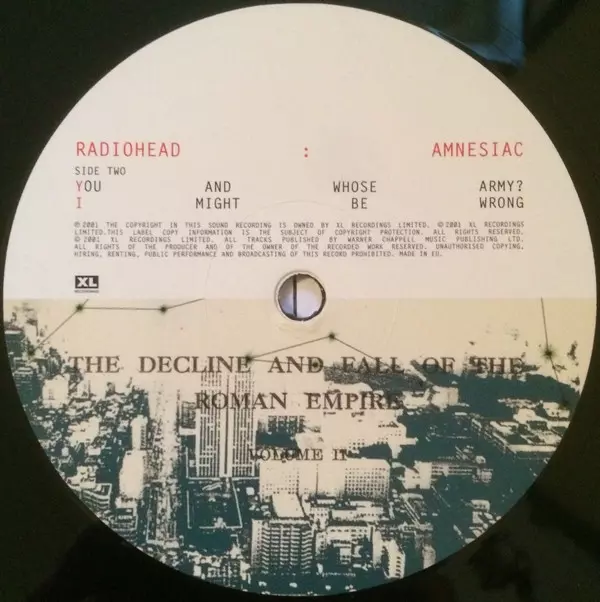 RADIOHEAD : AMNESIAC
SIDE TWO
YOU AND WHOSE ARMY?
I MIGHT BE WRONG
℗ 2001 THE COPYRIGHT IN THIS SOUND RECORDING IS OWNED BY XL RECORDINGS LIMITED. © 2001 XL RECORDINGS
LIMITED.THIS LABEL COPY INFORMATION IS THE SUBJECT OF COPYRIGHT PROTECTION. ALL RIGHTS RESERVED.
© 2001 XL RECORDINGS LIMITED. ALL TRACKS PUBLISHED BY WARNER CHAPPELL MUSIC PUBLISHING LTD.
ALL RIGHTS OF THE PRODUCER AND OF THE OWNER OF THE RECORDED WORK RESERVED. UNAUTHORISED COPYING,
HIRING, RENTING, PUBLIC PERFORMANCE AND BROADCASTING OF THIS RECORD PROHIBITED. MADE IN EU.
XL
RECORDINGS
THE DECLINE AND FALL OF THE
ROMAN EMPIRE
VOLUME II